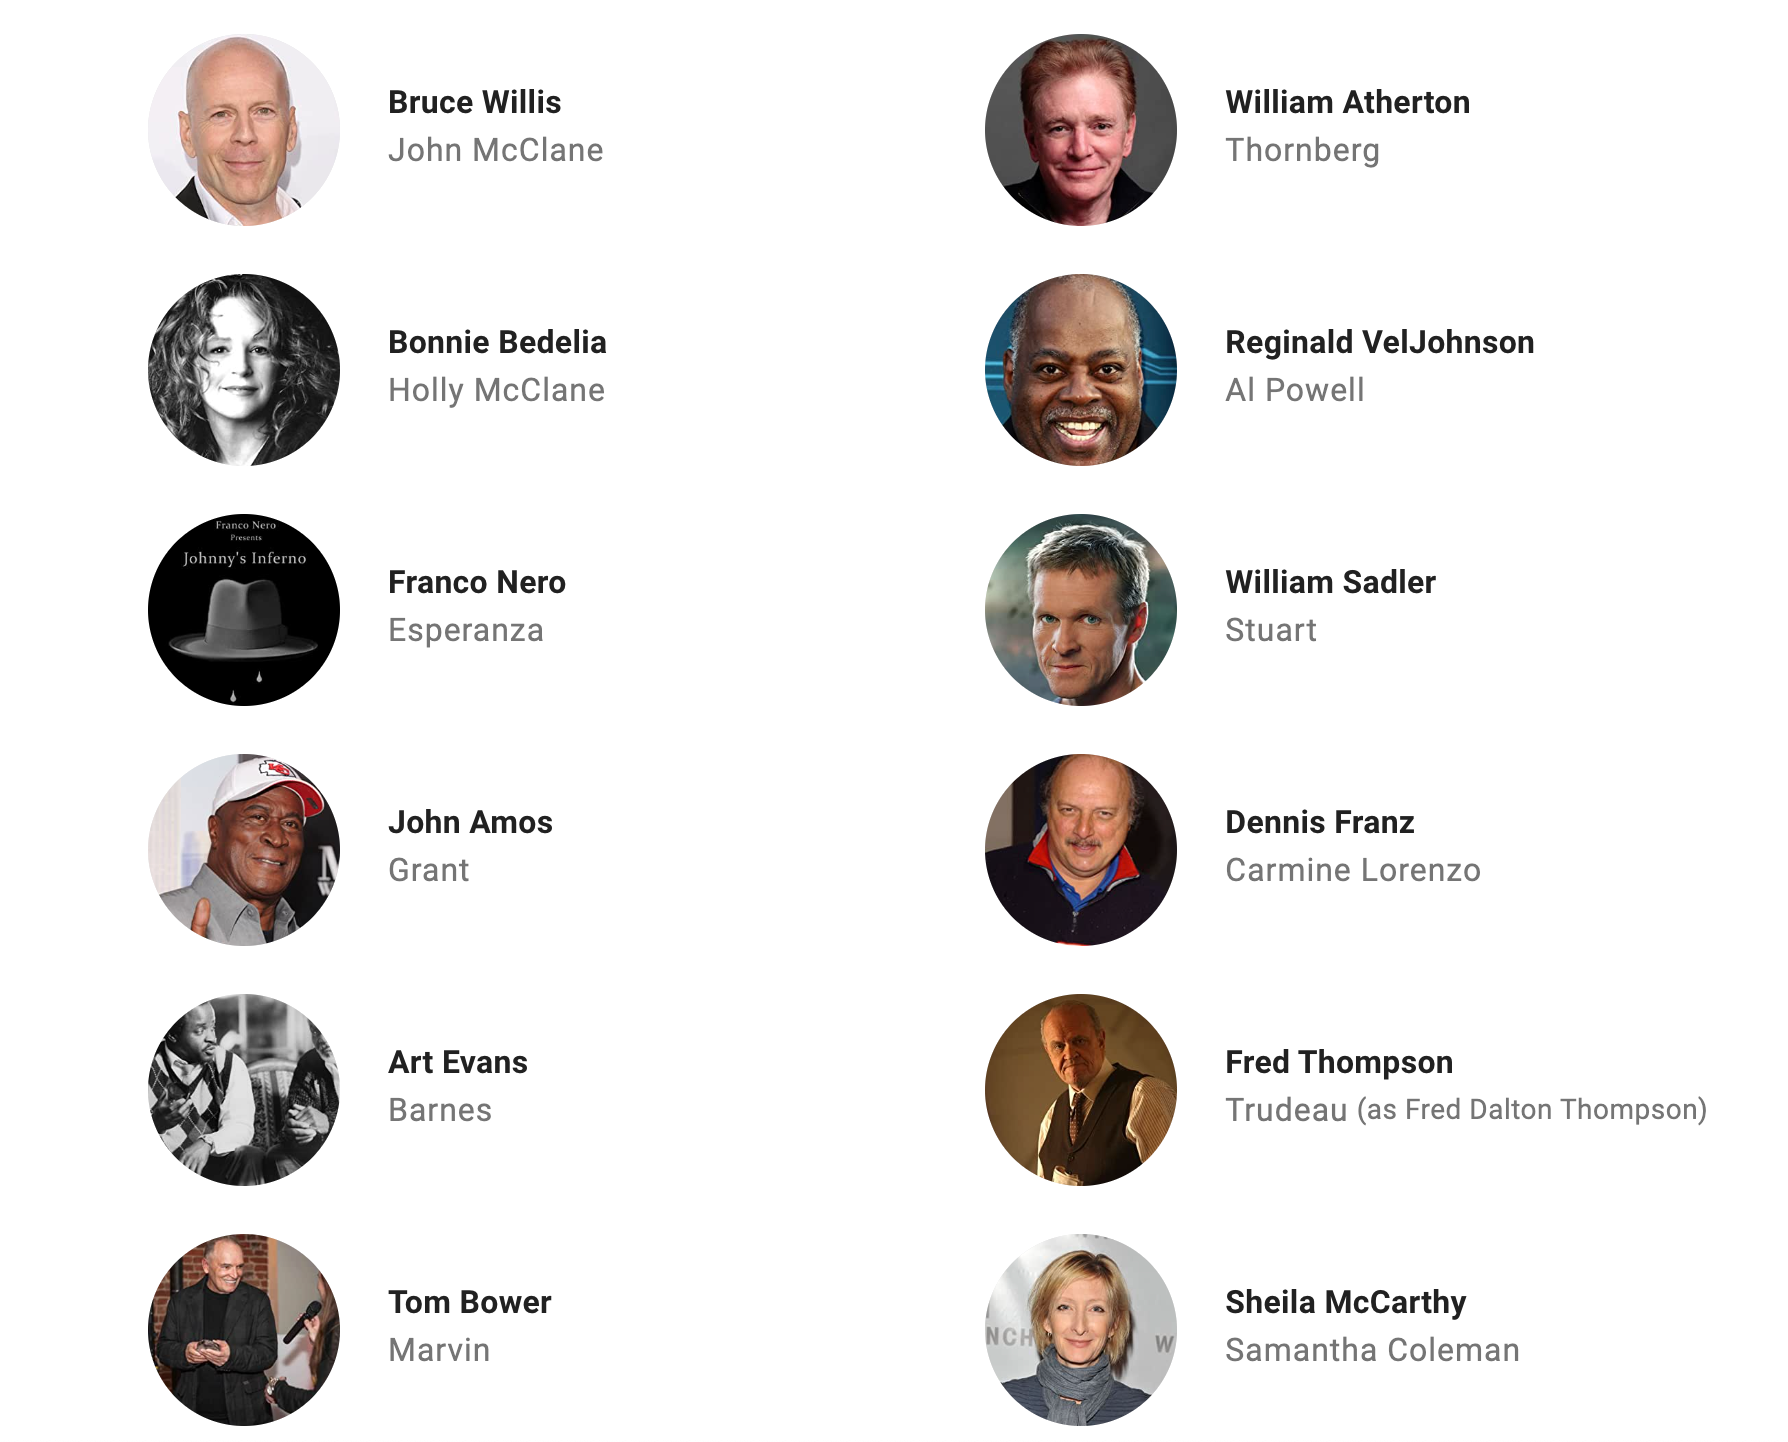 Bruce Willis
John McClane
William Atherton
Thornberg
Bonnie Bedelia
Holly McClane
Reginald VelJohnson
Al Powell
Franco Nero
Presents
Johnny's Inferno
Franco Nero
Esperanza
William Sadler
Stuart
John Amos
Grant
Dennis Franz
Carmine Lorenzo
Art Evans
Barnes
Fred Thompson
Trudeau (as Fred Dalton Thompson)
Tom Bower
Marvin
NCH W
Sheila McCarthy
Samantha Coleman